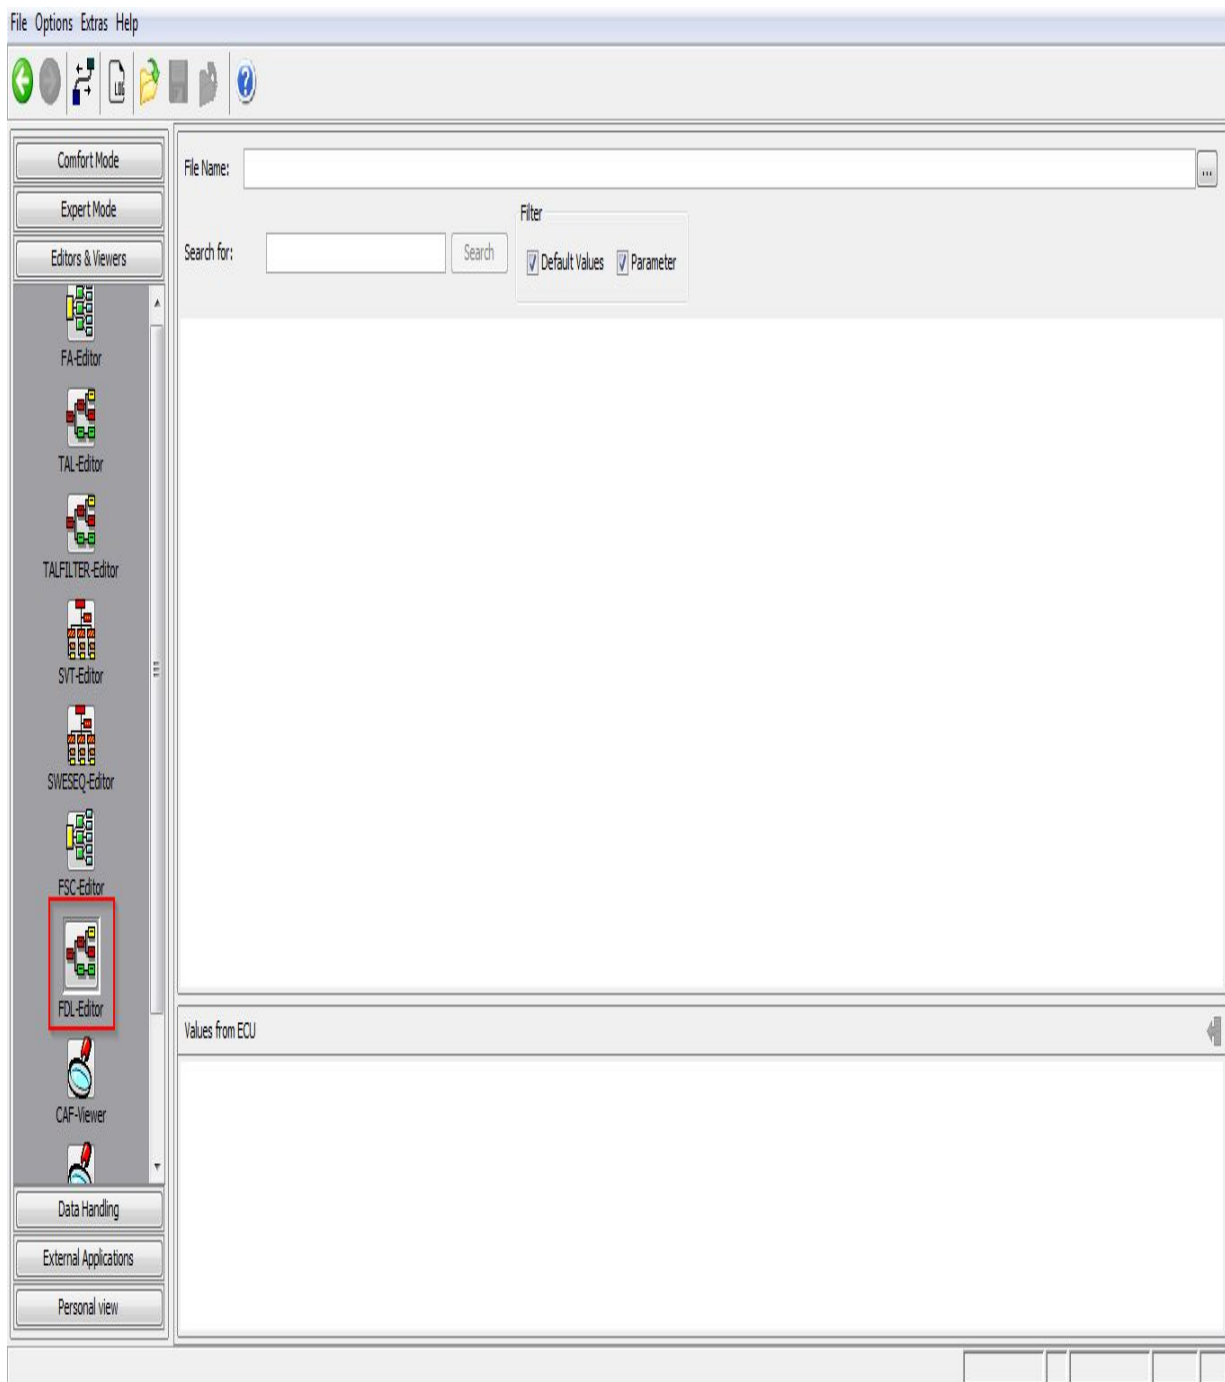 File Options Extras Help
LOG
Comfort Mode
Expert Mode
Editors & Viewers
FA-Editor
TAL-Editor
TALFILTER-Editor
SVT-Editor
SWESEQ-Editor
FSC-Editor
FDL-Editor
CAF-Viewer
Data Handling
External Applications
Personal view
File Name:
...
Search for:
Search
Filter
Default Values
Parameter
Values from ECU